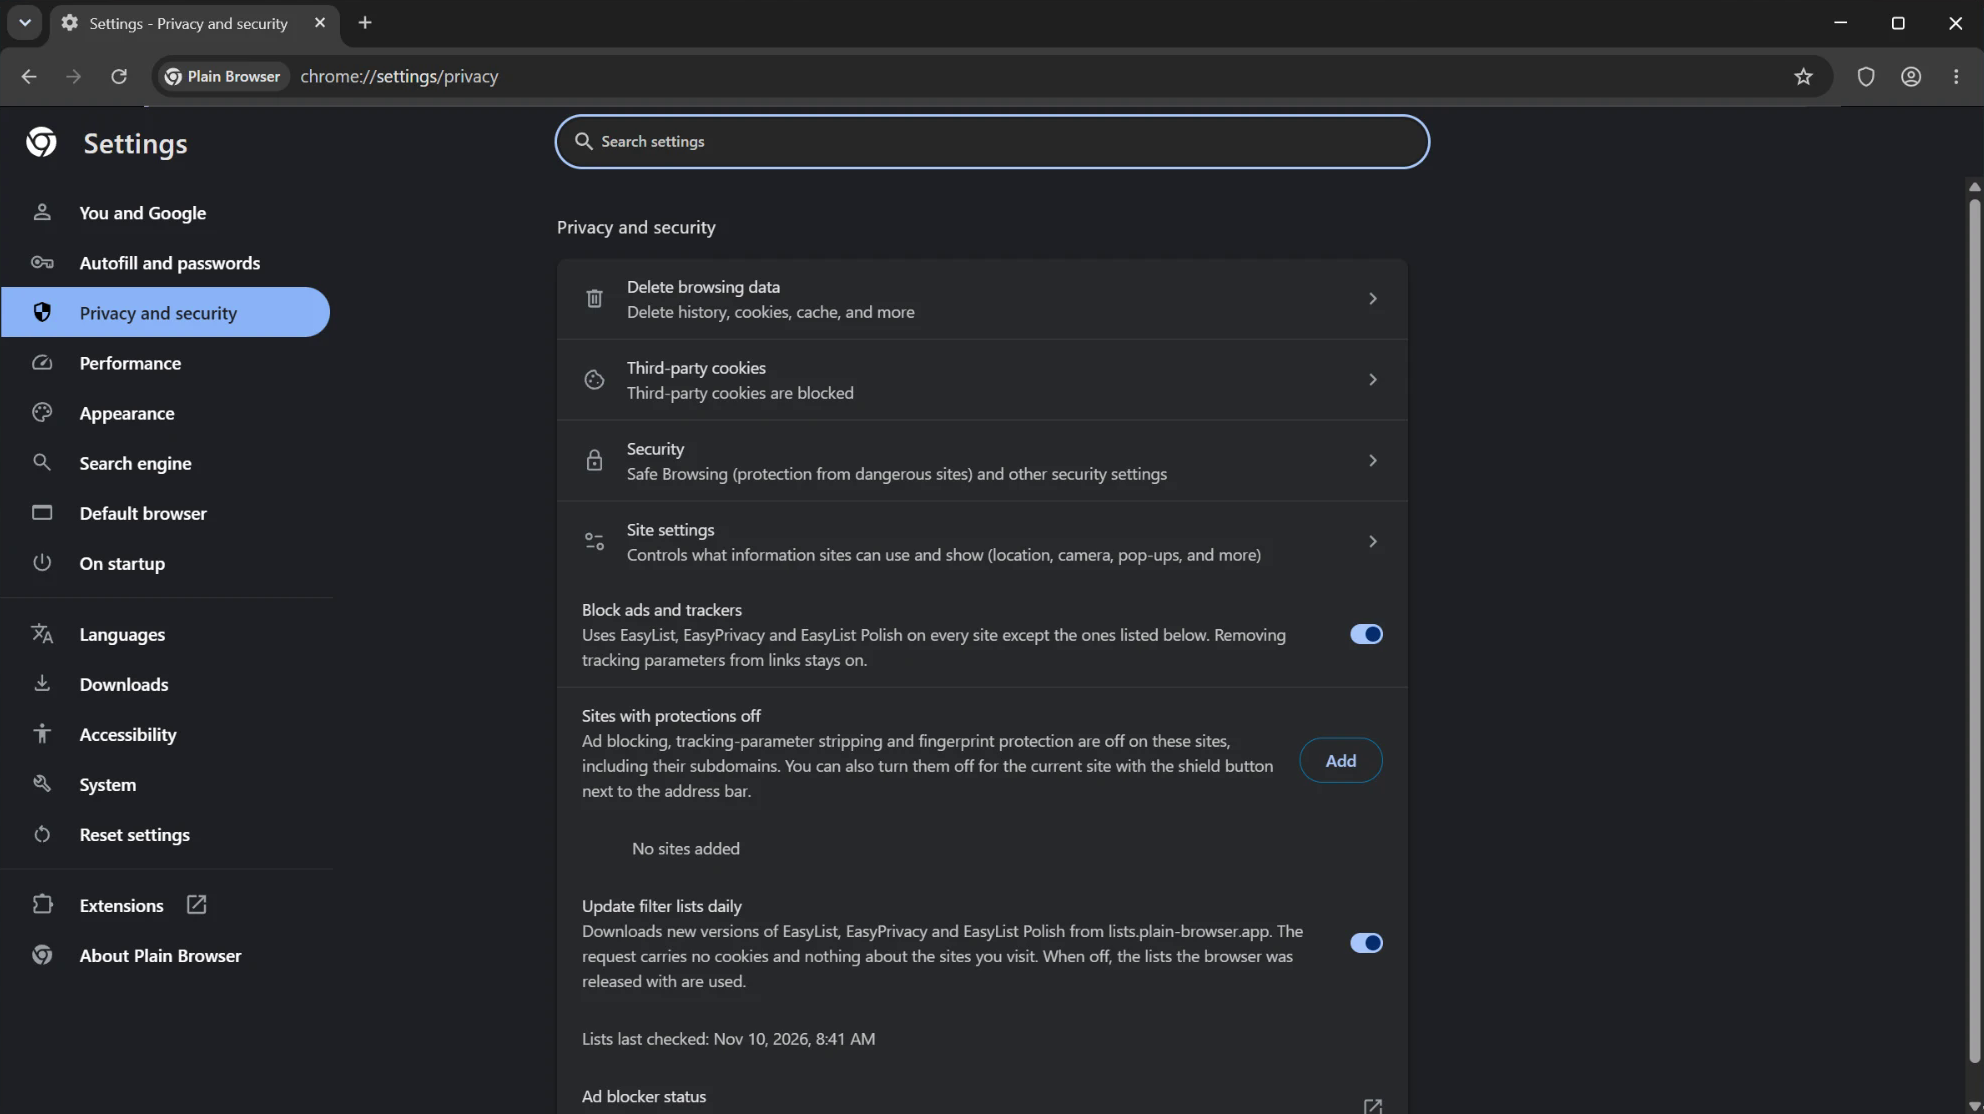 Settings - Privacy and security
Plain Browser
chrome://settings/privacy
Settings
Search settings
You and Google
Autofill and passwords
Privacy and security
Performance
Appearance
Search engine
Default browser
On startup
Languages
Downloads
Accessibility
System
Reset settings
Extensions
About Plain Browser
Privacy and security
Delete browsing data
Delete history, cookies, cache, and more
Third-party cookies
Third-party cookies are blocked
Security
Safe Browsing (protection from dangerous sites) and other security settings
Site settings
Controls what information sites can use and show (location, camera, pop-ups, and more)
Block ads and trackers
Uses EasyList, EasyPrivacy and EasyList Polish on every site except the ones listed below. Removing
tracking parameters from links stays on.
Sites with protections off
Ad blocking, tracking-parameter stripping and fingerprint protection are off on these sites,
including their subdomains. You can also turn them off for the current site with the shield button
next to the address bar.
Add
No sites added
Update filter lists daily
Downloads new versions of EasyList, EasyPrivacy and EasyList Polish from lists.plain-browser.app. The
request carries no cookies and nothing about the sites you visit. When off, the lists the browser was
released with are used.
Lists last checked: Nov 10, 2026, 8:41 AM
Ad blocker status